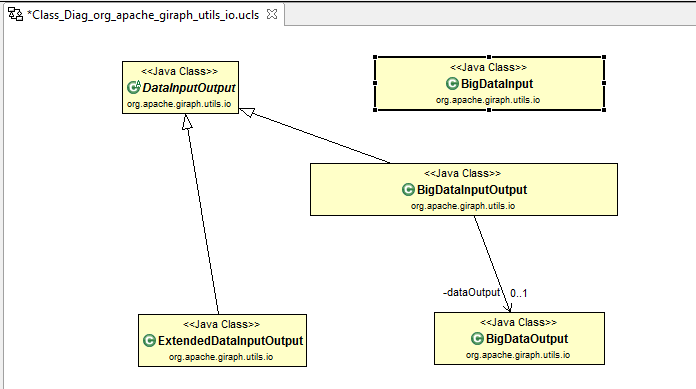 *Class_Diag_org_apache_giraph_utils_io.ucls
<<Java Class>>
DataInputOutput
org.apache.giraph.utils.io
<<Java Class>>
BigDataInput
org.apache.giraph.utils.io
<<Java Class>>
BigDataInputOutput
org.apache.giraph.utils.io
-dataOutput 0..1
<<Java Class>>
ExtendedDataInputOutput
org.apache.giraph.utils.io
<<Java Class>>
BigDataOutput
org.apache.giraph.utils.io